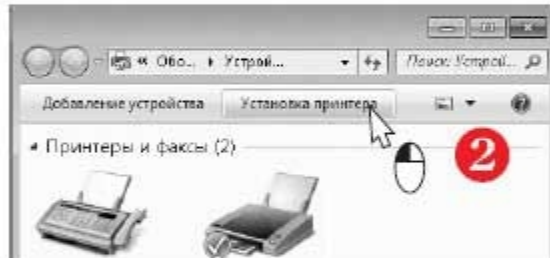 « Обо... Устрой... Поиск: Устрой...
Добавление устройства Установка принтера
Принтеры и факсы (2)
2